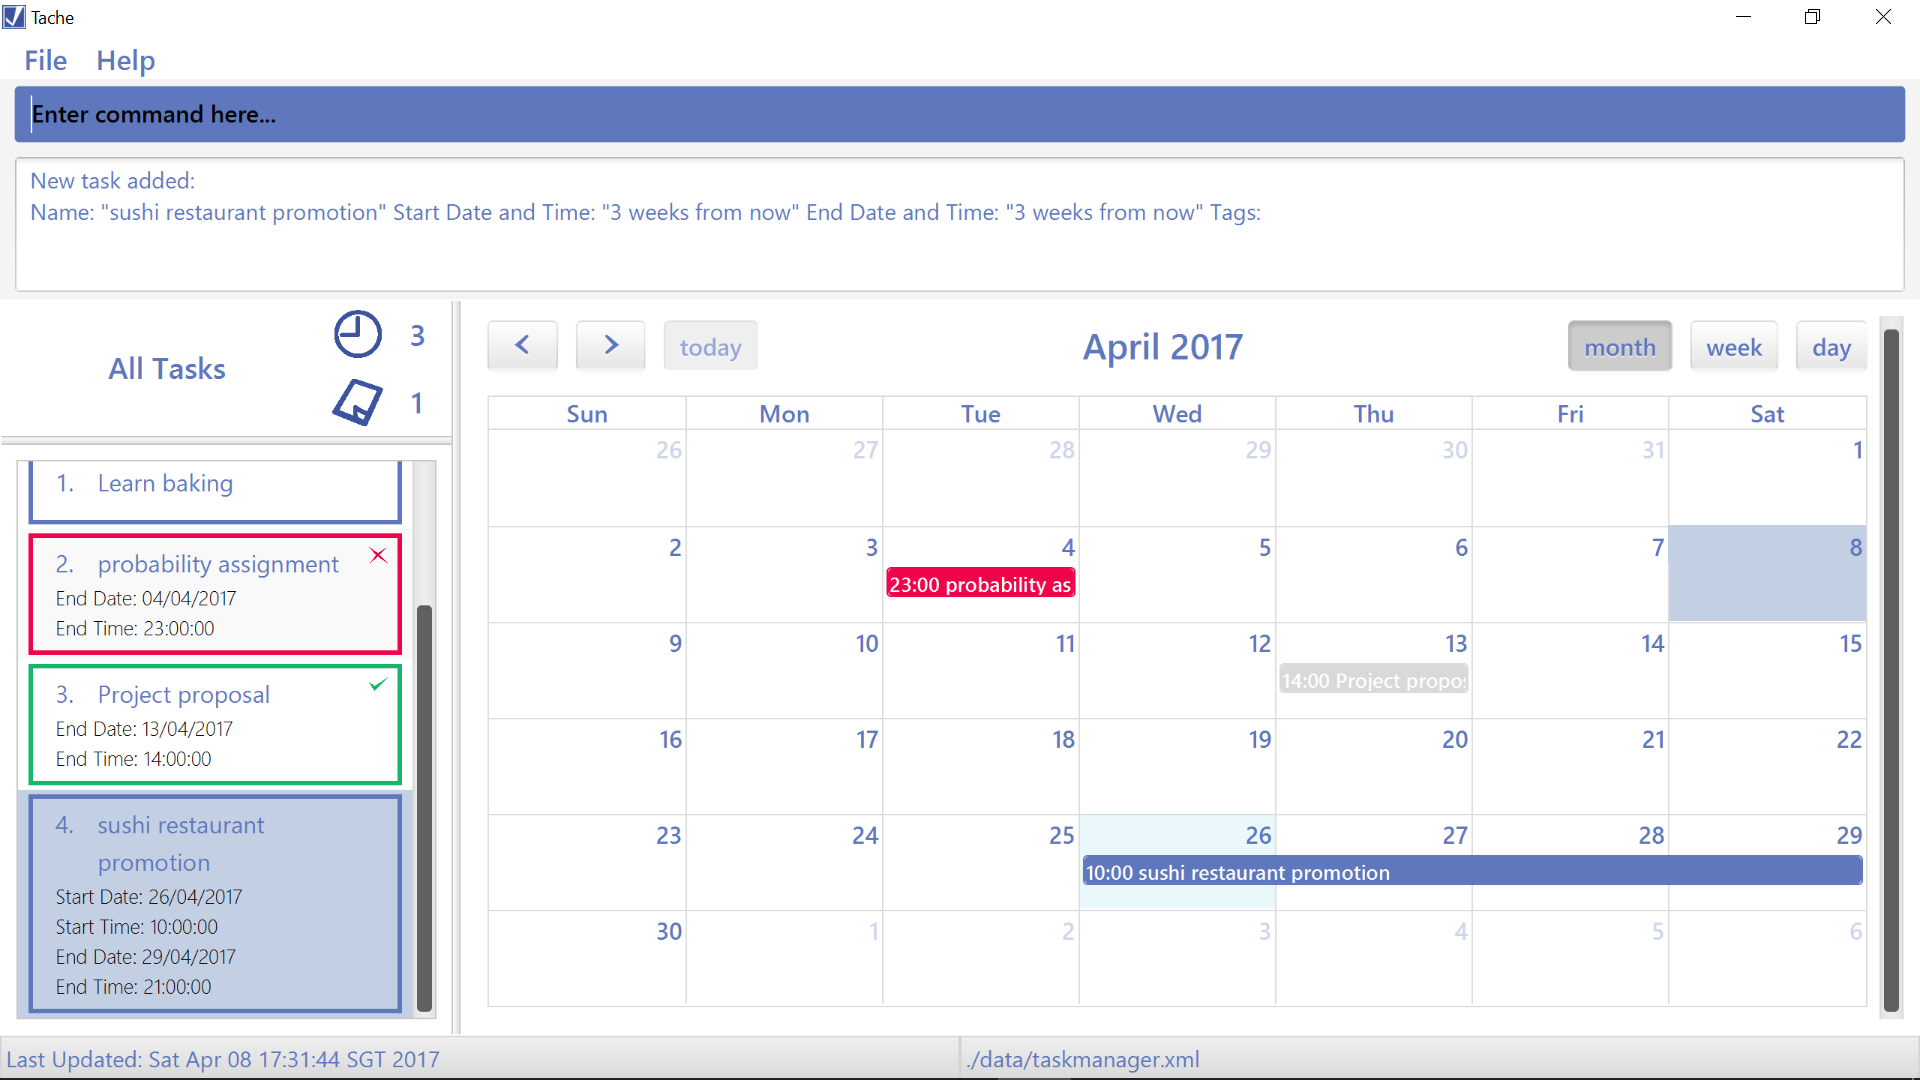 Tache
File Help
Enter command here...
New task added:
Name: "sushi restaurant promotion" Start Date and Time: "3 weeks from now" End Date and Time: "3 weeks from now" Tags:
All Tasks
3
1
1. Learn baking
2. probability assignment
End Date: 04/04/2017
End Time: 23:00:00
3. Project proposal
End Date: 13/04/2017
End Time: 14:00:00
4. sushi restaurant
promotion
Start Date: 26/04/2017
Start Time: 10:00:00
End Date: 29/04/2017
End Time: 21:00:00
< > today April 2017 month week day
Sun Mon Tue Wed Thu Fri Sat
26 27 28 29 30 31 1
2 3 4 5 6 7 8
23:00 probability as
9 10 11 12 13 14 15
14:00 Project propo
16 17 18 19 20 21 22
23 24 25 26 27 28 29
10:00 sushi restaurant promotion
30 1 2 3 4 5 6
Last Updated: Sat Apr 08 17:31:44 SGT 2017
./data/taskmanager.xml